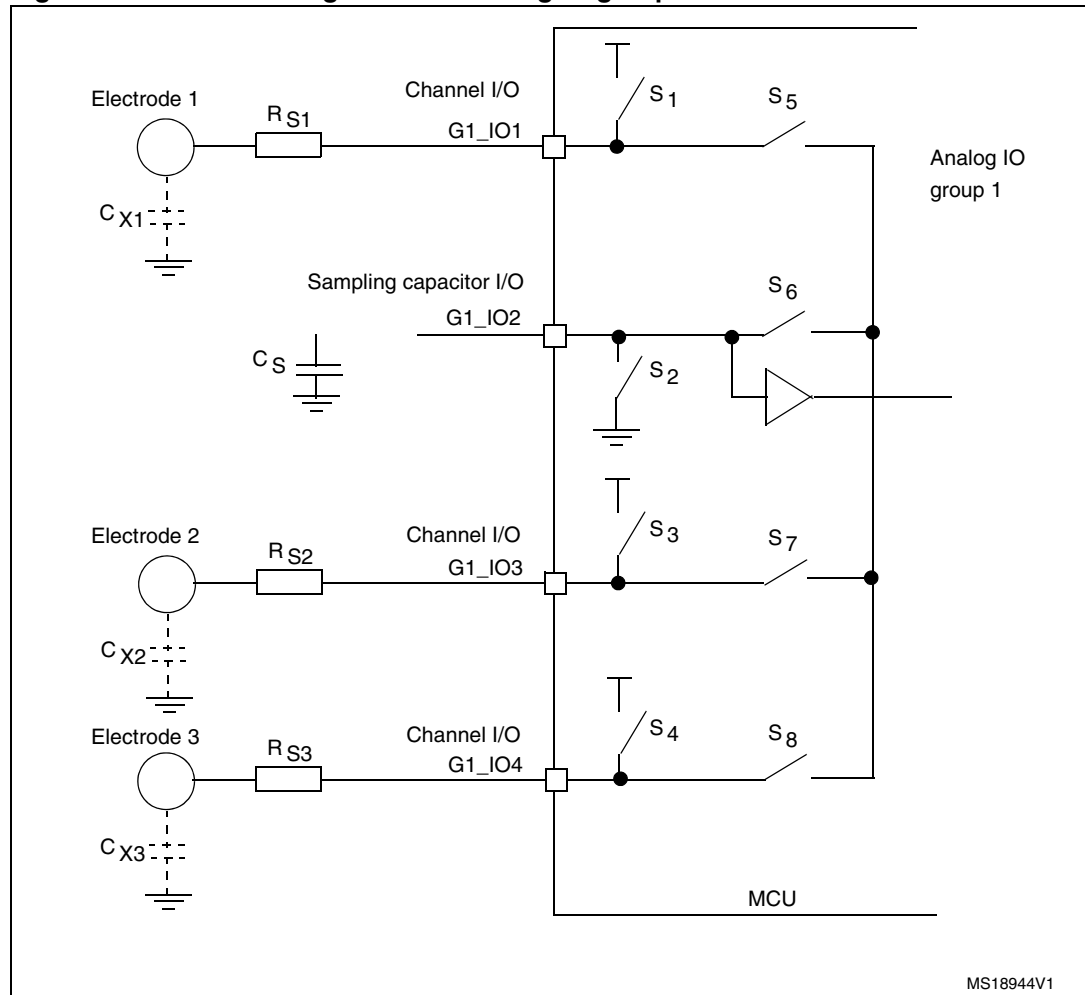 Electrode 1
R S1
Channel I/O
G1_IO1
S 1
S 5
Analog IO
group 1
C X1
Sampling capacitor I/O
G1_IO2
S 6
C S
S 2
Electrode 2
R S2
Channel I/O
G1_IO3
S 3
S 7
C X2
Electrode 3
R S3
Channel I/O
G1_IO4
S 4
S 8
C X3
MCU
MS18944V1